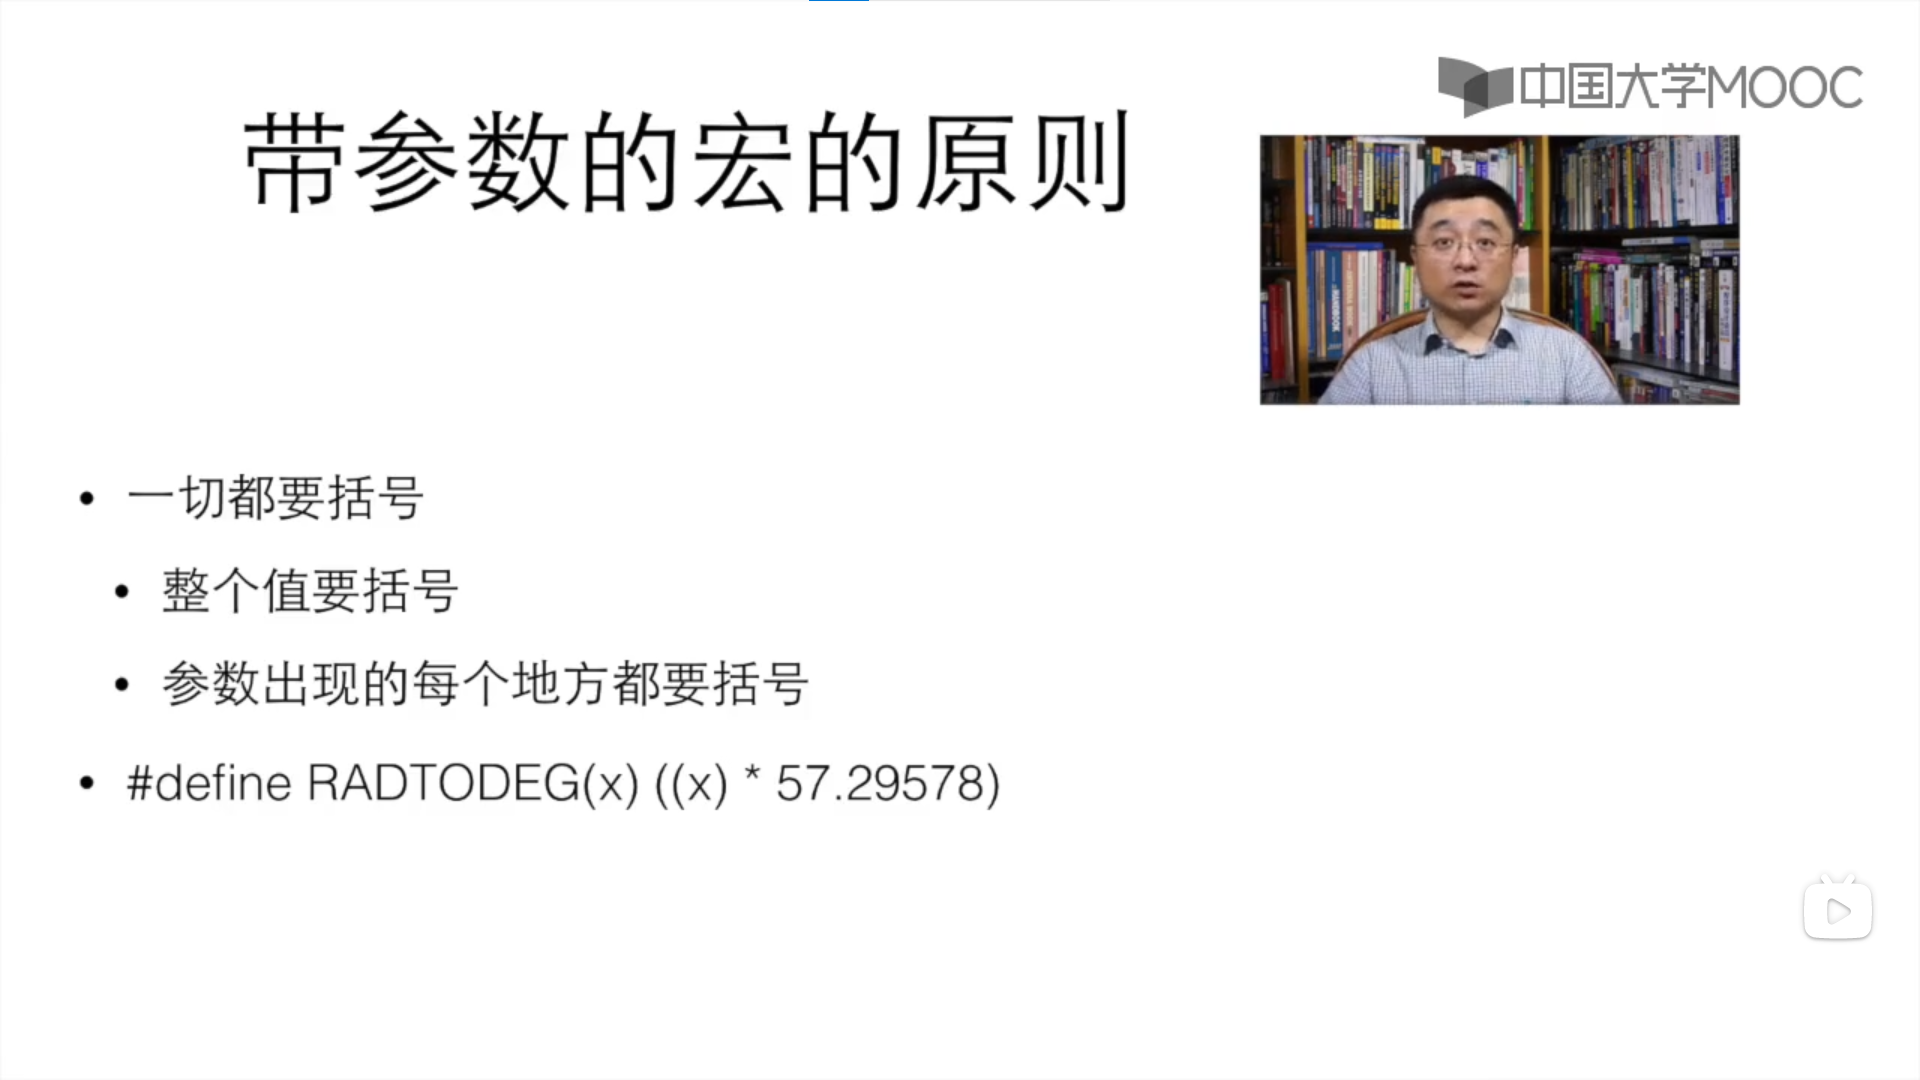 中国大学MOOC
带参数的宏的原则
一切都要括号
整个值要括号
参数出现的每个地方都要括号
#define RADTODEG(x) ((x) * 57.29578)